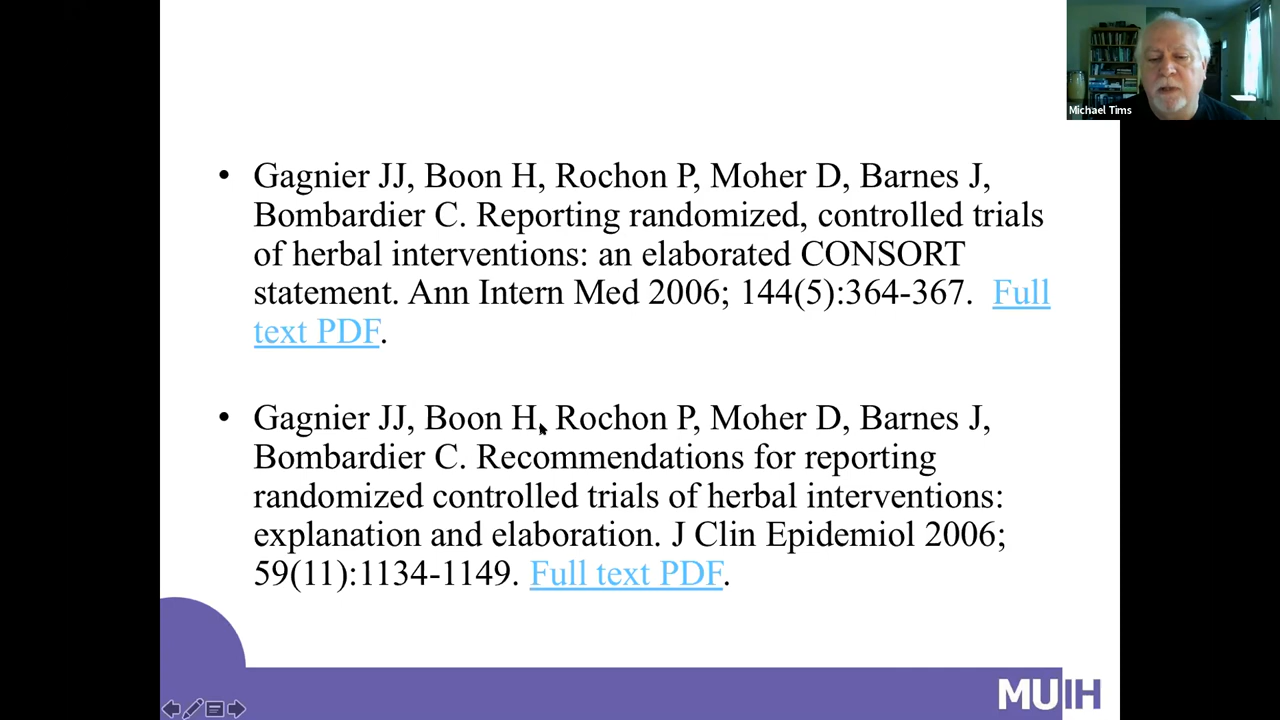 Michael Tims
• Gagnier JJ, Boon H, Rochon P, Moher D, Barnes J,
Bombardier C. Reporting randomized, controlled trials
of herbal interventions: an elaborated CONSORT
statement. Ann Intern Med 2006; 144(5):364-367. Full
text PDF.
• Gagnier JJ, Boon H, Rochon P, Moher D, Barnes J,
Bombardier C. Recommendations for reporting
randomized controlled trials of herbal interventions:
explanation and elaboration. J Clin Epidemiol 2006;
59(11):1134-1149. Full text PDF.
MUIH